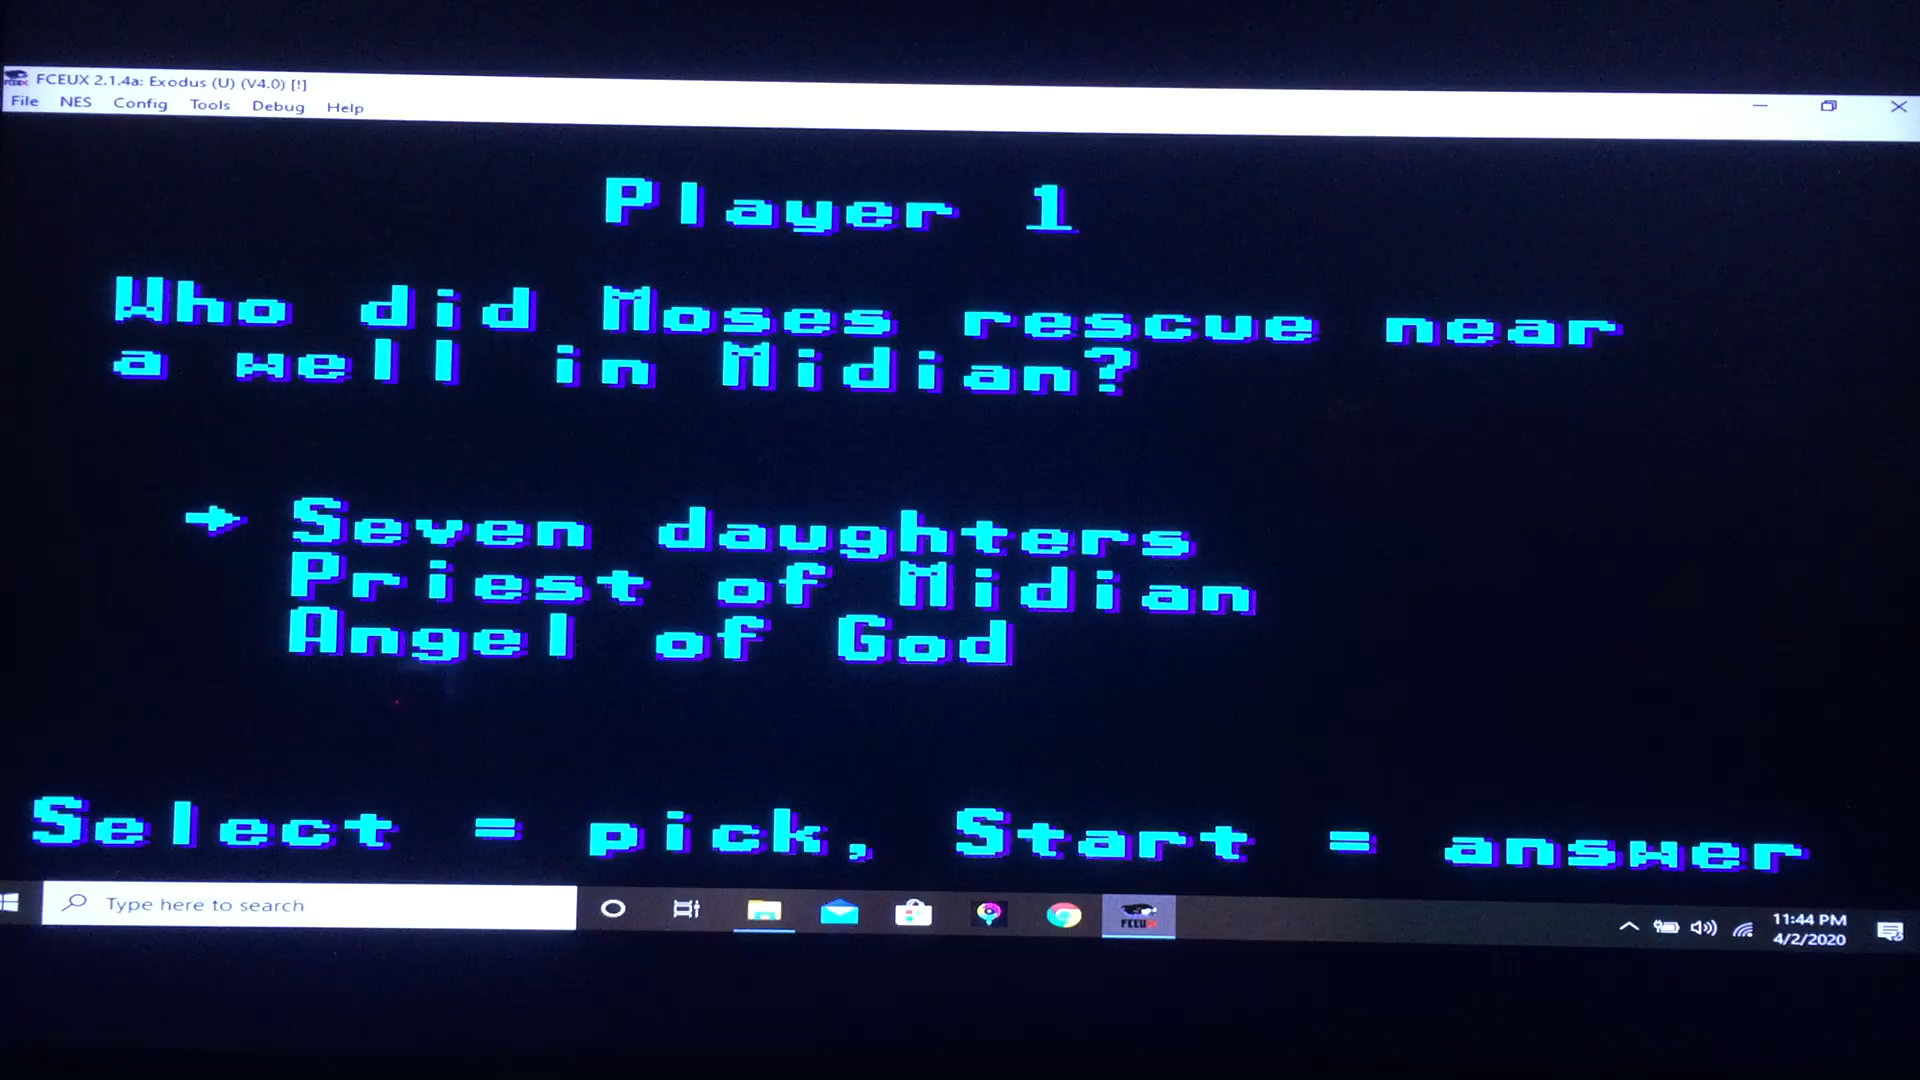 FCEUX 2.1.4a: Exodus (U) (V4.0) [!]
File NES Config Tools Debug Help
Player 1
Who did Moses rescue near
a well in Midian?
Seven daughters
Priest of Midian
Angel of God
Select = pick, Start = answer
Type here to search
FCEUX
11:44 PM
4/2/2020